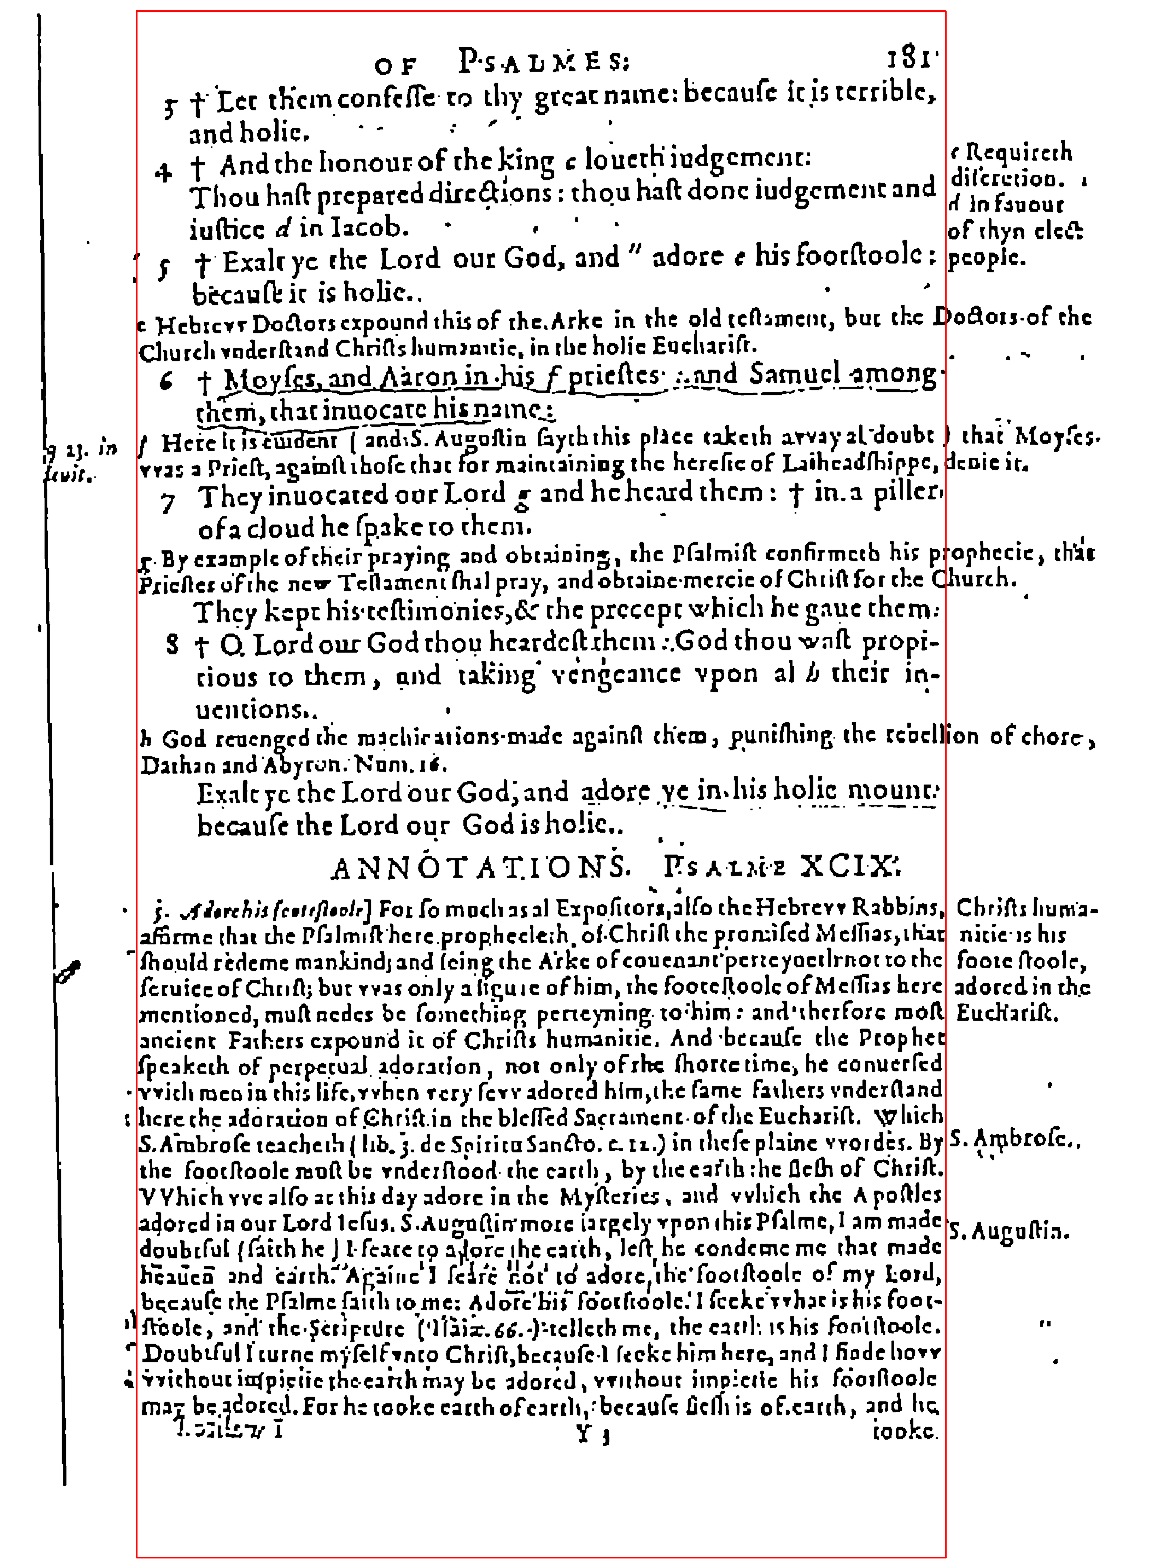 OF PSALMES: 181
3 † Let them confesse to thy great name: because it is terrible,
and holie.
4 † And the honour of the king c loueth iudgement:
Thou hast prepared directions: thou hast done iudgement and
iustice d in Iacob.
c Requireth
discretion.
d In fauour
of thyn elect
people.
5 † Exalt ye the Lord our God, and " adore e his footstoole:
because it is holie.
e Hebrevv Doctors expound this of the Arke in the old testament, but the Doctors of the
Church vnderstand Christs humanitie, in the holie Eucharist.
6 † Moyses, and Aaron in his f priestes: and Samuel among
them, that inuocate his name:
q 23. in
leuit.
f Here it is euident (and S. Augustin sayth this place taketh avvay al doubt) that Moyses
vvas a Priest, against those that for maintaining the heresie of Laiheadshippe, denie it.
7 They inuocated our Lord g and he heard them: † in a piller
of a cloud he spake to them.
g By example of their praying and obtaining, the Psalmist confirmeth his prophecie, that
Priestes of the new Testament shal pray, and obtaine mercie of Christ for the Church.
They kept his testimonies, & the precept which he gaue them.
8 † O Lord our God thou heardest them: God thou wast propi-
tious to them, and taking vengeance vpon al h their in-
uentions.
h God reuenged the machinations made against them, punishing the rebellion of chore,
Dathan and Abyron. Num. 16.
Exalt ye the Lord our God, and adore ye in his holie mount:
because the Lord our God is holie.
ANNOTATIONS. PSALME XCIX.
5. Adore his footestoole] For so much as al Expositors, also the Hebrevv Rabbins,
affirme that the Psalmist here prophecieth of Christ the promised Messias, that
should redeme mankind; and seing the Arke of couenant perteyneth not to the
seruice of Christ; but vvas only a figure of him, the footestoole of Messias here
mentioned, must nedes be something perteyning to him: and therfore most
ancient Fathers expound it of Christs humanitie. And because the Prophet
speaketh of perpetual adoration, not only of the shorte time, he conuersed
vvith men in this life, vvhen very fevv adored him, the same fathers vnderstand
here the adoration of Christ in the blessed Sacrament of the Eucharist. Which
S. Ambrose teacheth (lib. 3. de Spiritu Sancto. c. 12.) in these plaine vvordes. By
the footstoole must be vnderstood the earth, by the earth the flesh of Christ.
VVhich vve also at this day adore in the Mysteries, and vvhich the Apostles
adored in our Lord Iesus. S. Augustin more largely vpon this Psalme, I am made
doubtful (saith he) I feare to adore the earth, lest he condeme me that made
heauen and earth. Againe I feare not to adore the footstoole of my Lord,
because the Psalme saith to me: Adore his footstoole. I seeke vvhat is his foot-
stoole, and the Scripture (Isaiæ. 66.) telleth me, the earth is his footstoole.
Doubtful I turne myself vnto Christ, because I seeke him here, and I finde hovv
vvithout impietie the earth may be adored, vvithout impietie his footstoole
may be adored. For he tooke earth of earth, because flesh is of earth, and he
Y 3 tooke
Christs huma-
nitie is his
foote stoole,
adored in the
Eucharist.
S. Ambrose.
S. Augustin.